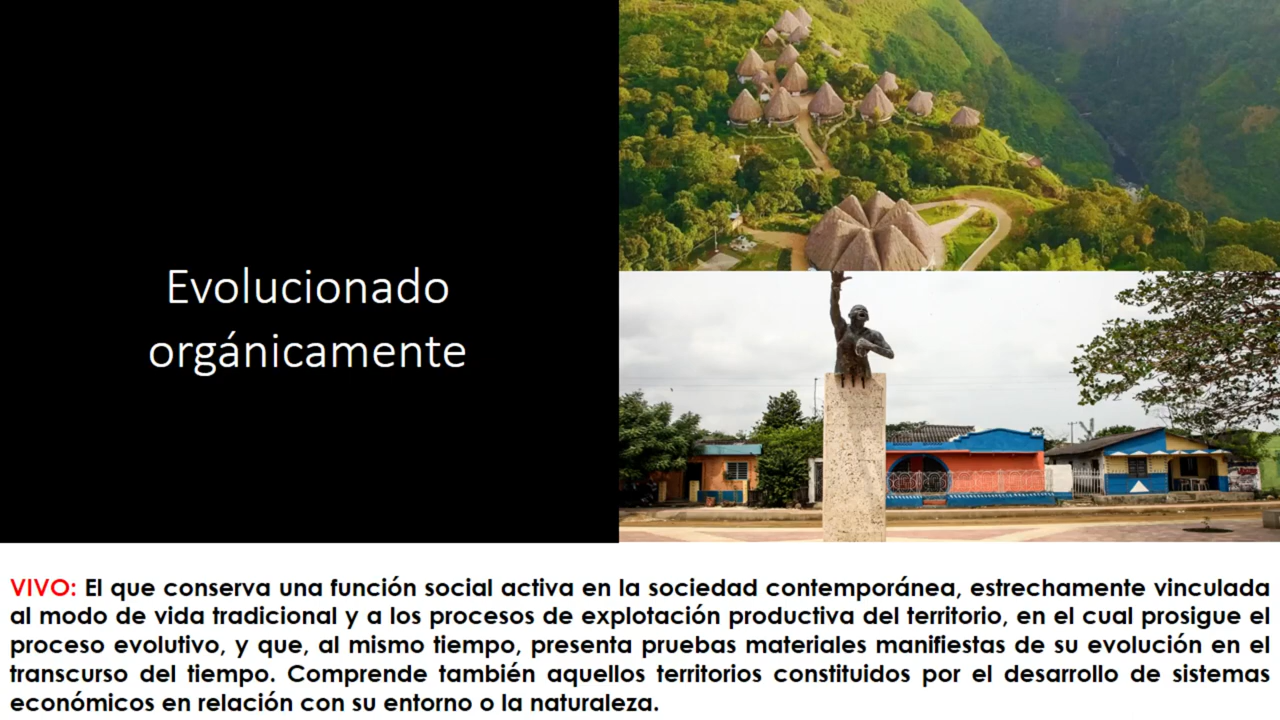 Evolucionado
orgánicamente
VIVO: El que conserva una función social activa en la sociedad contemporánea, estrechamente vinculada
al modo de vida tradicional y a los procesos de explotación productiva del territorio, en el cual prosigue el
proceso evolutivo, y que, al mismo tiempo, presenta pruebas materiales manifiestas de su evolución en el
transcurso del tiempo. Comprende también aquellos territorios constituidos por el desarrollo de sistemas
económicos en relación con su entorno o la naturaleza.